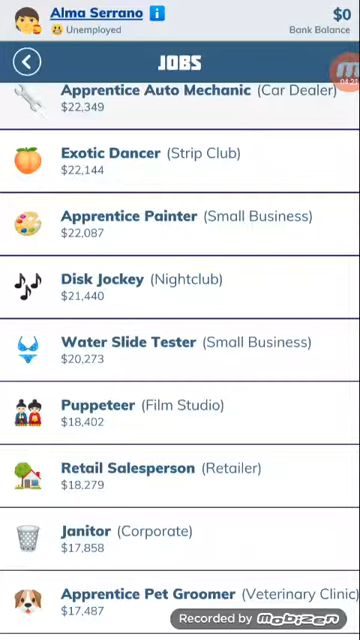 Alma Serrano
Unemployed
$0
Bank Balance
JOBS
04:21
Apprentice Auto Mechanic (Car Dealer)
$22,349
Exotic Dancer (Strip Club)
$22,144
Apprentice Painter (Small Business)
$22,087
Disk Jockey (Nightclub)
$21,440
Water Slide Tester (Small Business)
$20,273
Puppeteer (Film Studio)
$18,402
Retail Salesperson (Retailer)
$18,279
Janitor (Corporate)
$17,858
Apprentice Pet Groomer (Veterinary Clinic)
$17,487
Recorded by Mobizen